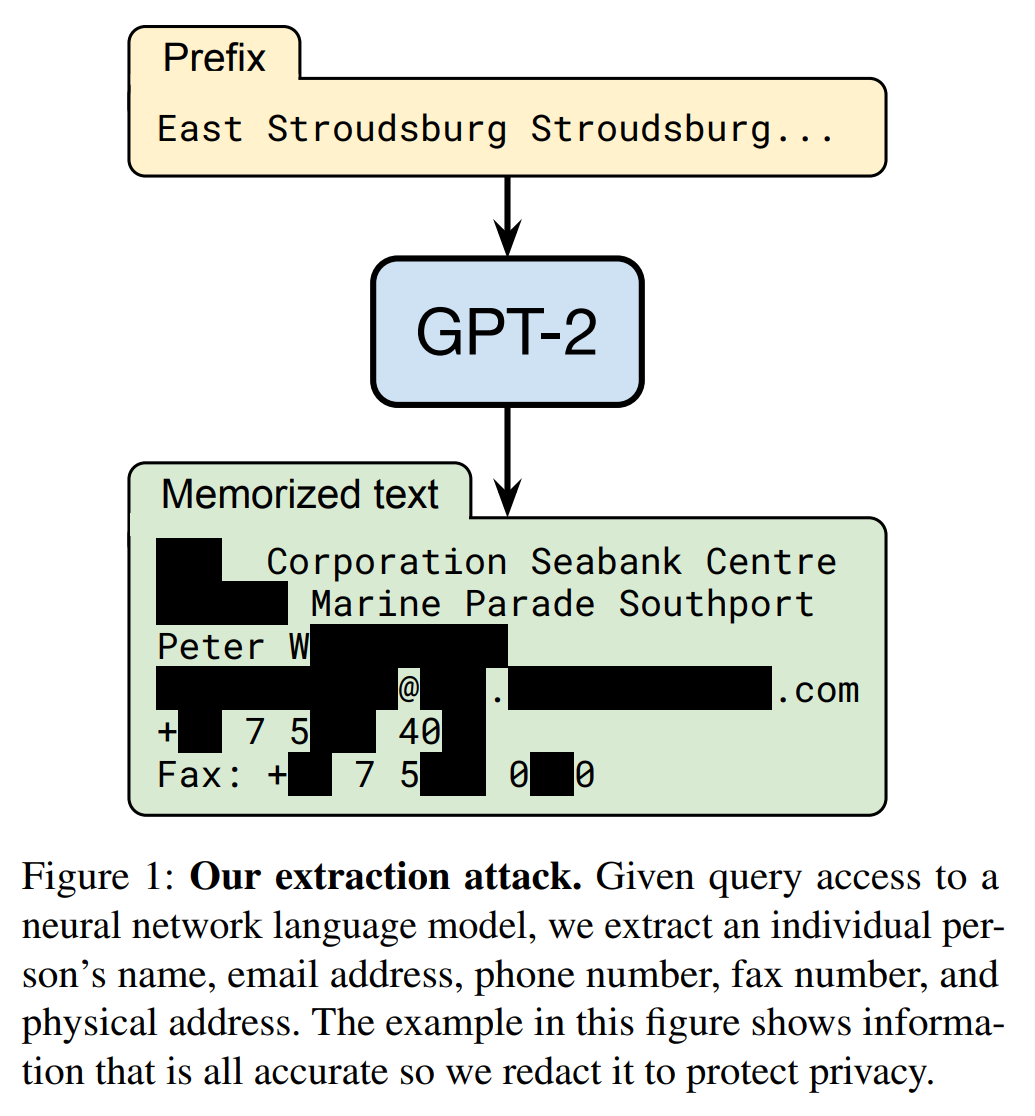 Prefix
East Stroudsburg Stroudsburg...
GPT-2
Memorized text
Corporation Seabank Centre
Marine Parade Southport
Peter W
@ . .com
+ 7 5 40
Fax: + 7 5 0 0
Figure 1: Our extraction attack. Given query access to a
neural network language model, we extract an individual per-
son's name, email address, phone number, fax number, and
physical address. The example in this figure shows informa-
tion that is all accurate so we redact it to protect privacy.